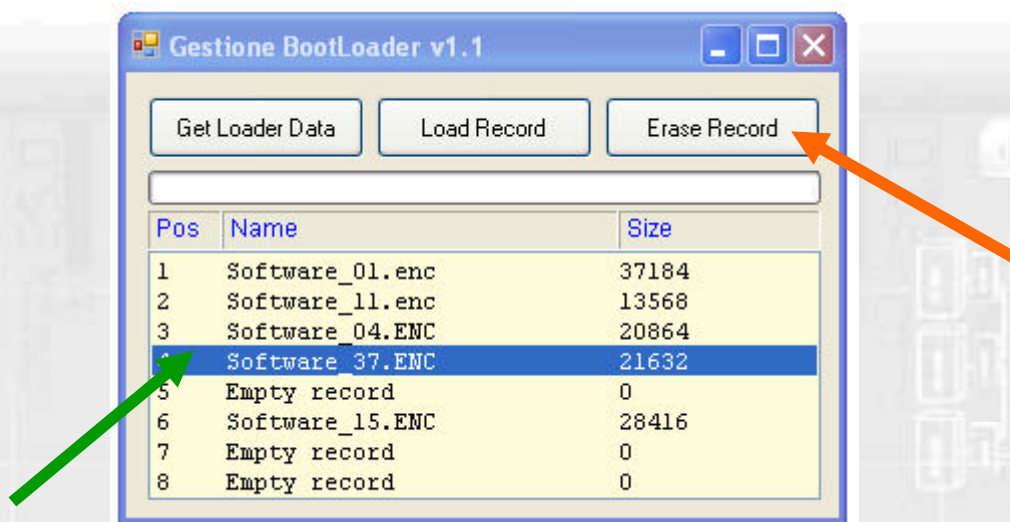 Gestione BootLoader v1.1
Get Loader Data Load Record Erase Record
Pos Name Size
1 Software_01.enc 37184
2 Software_11.enc 13568
3 Software_04.ENC 20864
Software_37.ENC 21632
5 Empty record 0
6 Software_15.ENC 28416
7 Empty record 0
8 Empty record 0